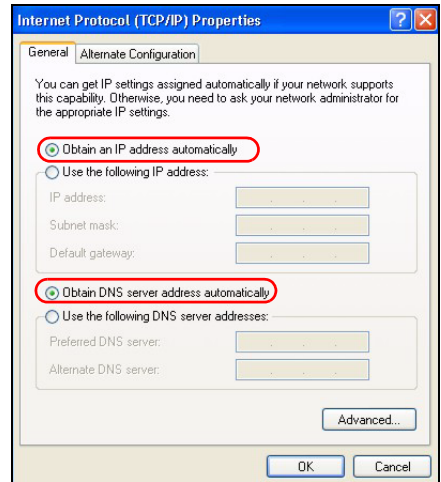 Internet Protocol (TCP/IP) Properties
General
Alternate Configuration
You can get IP settings assigned automatically if your network supports
this capability. Otherwise, you need to ask your network administrator for
the appropriate IP settings.
Obtain an IP address automatically
Use the following IP address:
IP address:
Subnet mask:
Default gateway:
Obtain DNS server address automatically
Use the following DNS server addresses:
Preferred DNS server:
Alternate DNS server:
Advanced...
OK
Cancel